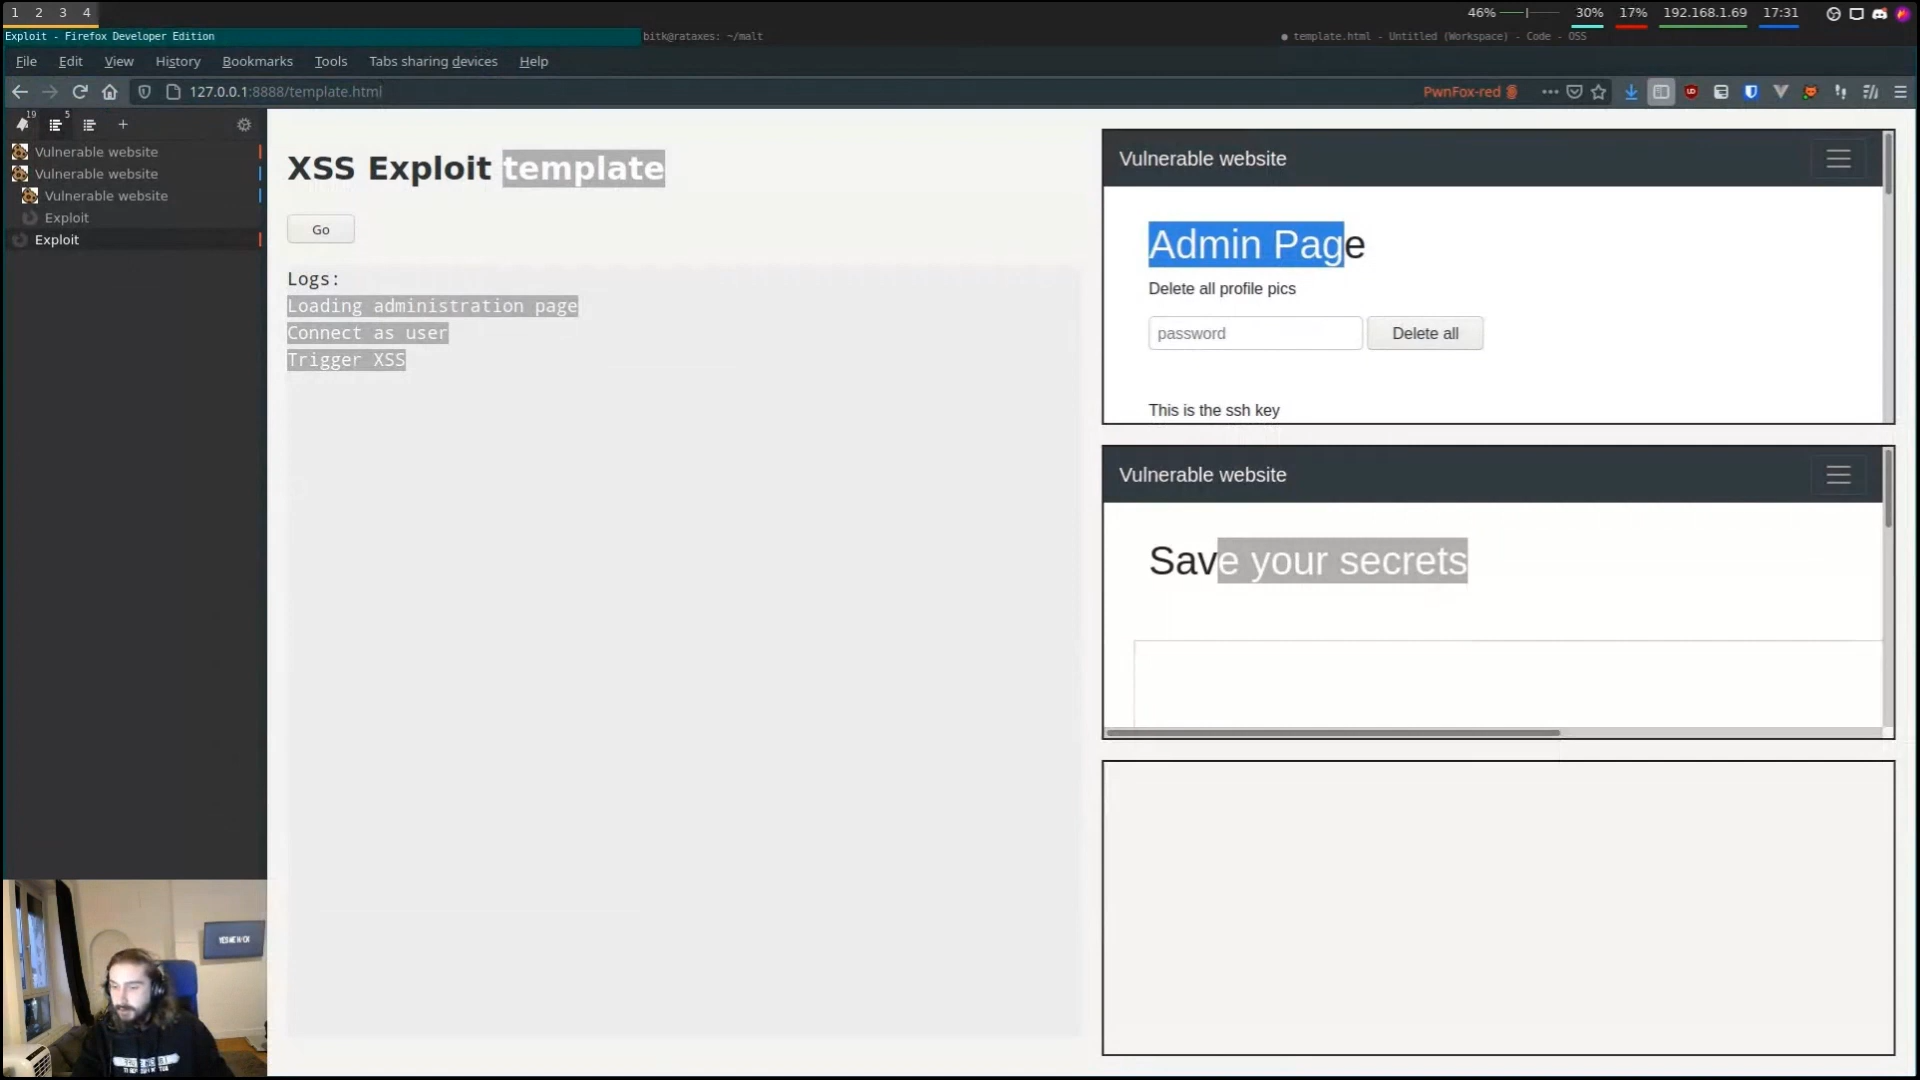 1 2 3 4
46% 30% 17% 192.168.1.69 17:31
Exploit - Firefox Developer Edition
bitk@rataxes: ~/malt
● template.html - Untitled (Workspace) - Code - OSS
File Edit View History Bookmarks Tools Tabs sharing devices Help
127.0.0.1:8888/template.html
PwnFox-red
19
5
Vulnerable website
Vulnerable website
Vulnerable website
Exploit
Exploit
XSS Exploit template
Go
Logs:
Loading administration page
Connect as user
Trigger XSS
Vulnerable website
Admin Page
Delete all profile pics
password
Delete all
This is the ssh key
Vulnerable website
Save your secrets